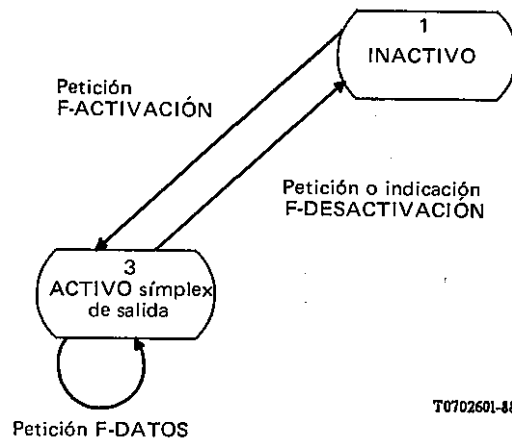 1
INACTIVO
Petición
F-ACTIVACIÓN
Petición o indicación
F-DESACTIVACIÓN
3
ACTIVO símplex
de salida
Petición F-DATOS
T0702601-88